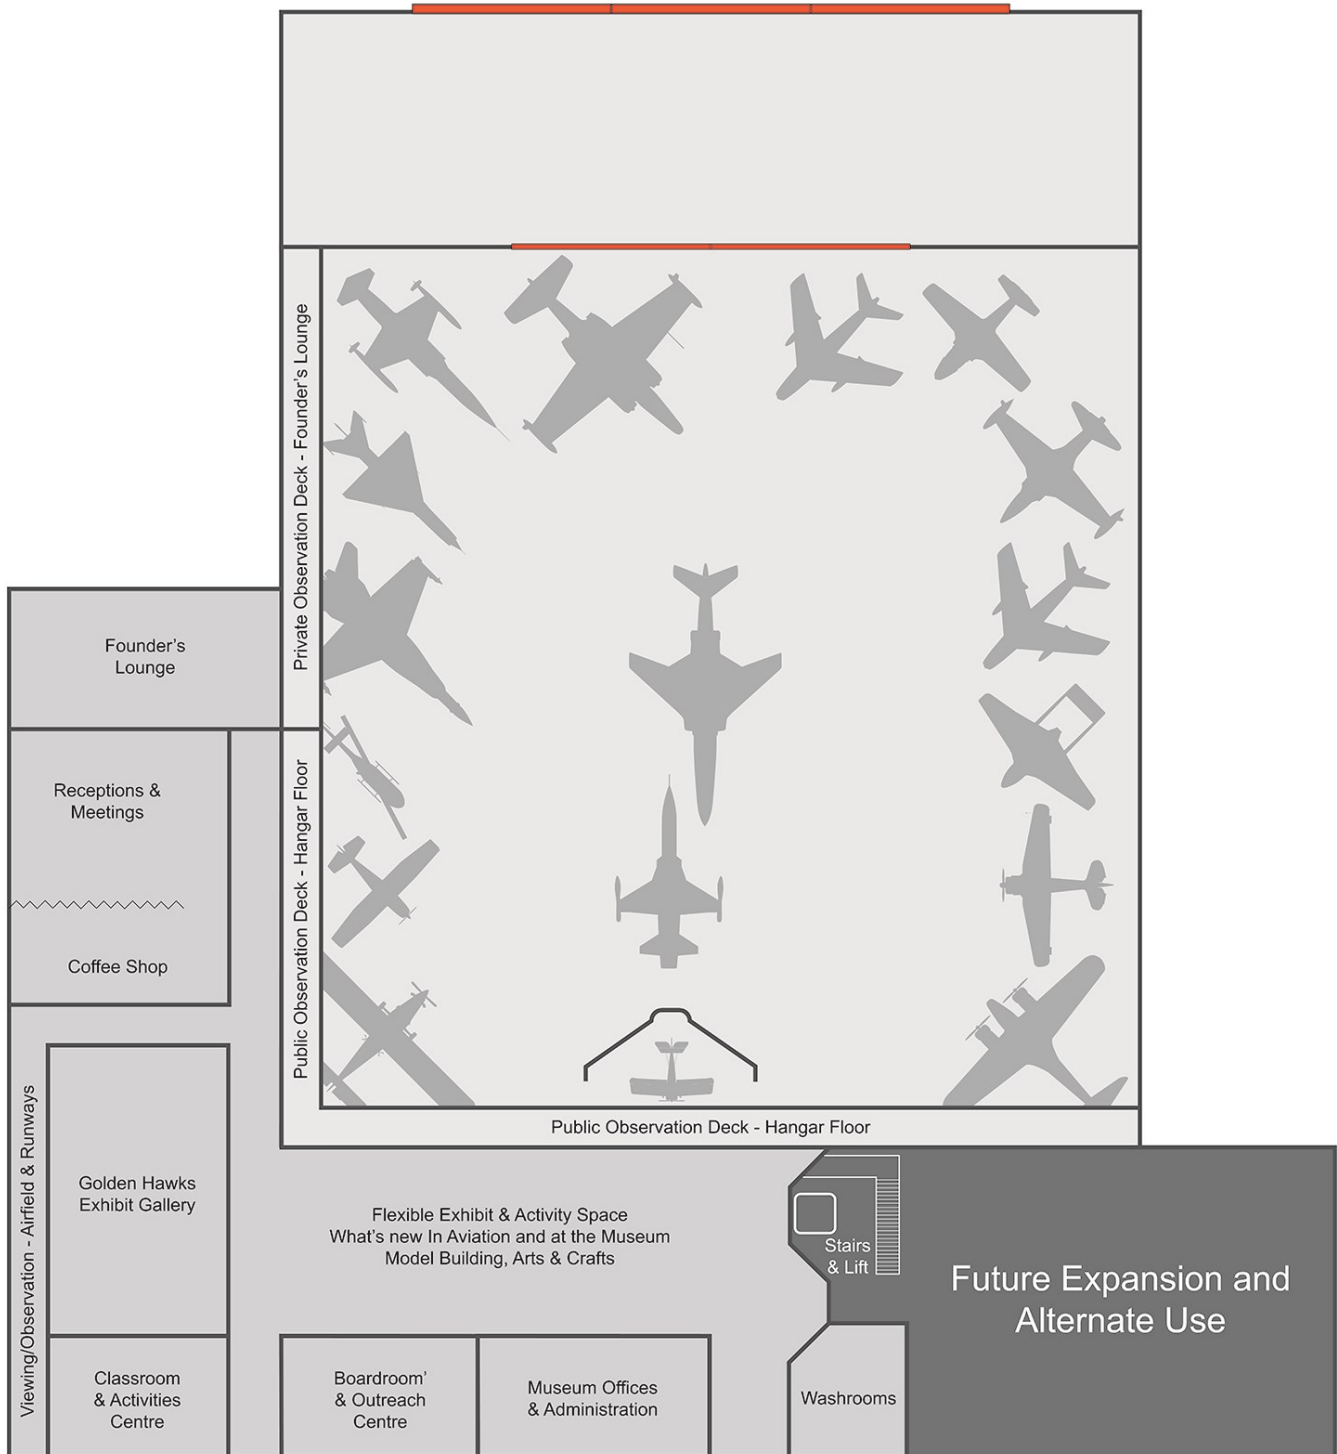 Private Observation Deck - Founder’s Lounge
Founder’s
Lounge
Receptions &
Meetings
Coffee Shop
Public Observation Deck - Hangar Floor
Public Observation Deck - Hangar Floor
Viewing/Observation - Airfield & Runways
Golden Hawks
Exhibit Gallery
Flexible Exhibit & Activity Space
What’s new In Aviation and at the Museum
Model Building, Arts & Crafts
Stairs
& Lift
Future Expansion and
Alternate Use
Classroom
& Activities
Centre
Boardroom’
& Outreach
Centre
Museum Offices
& Administration
Washrooms